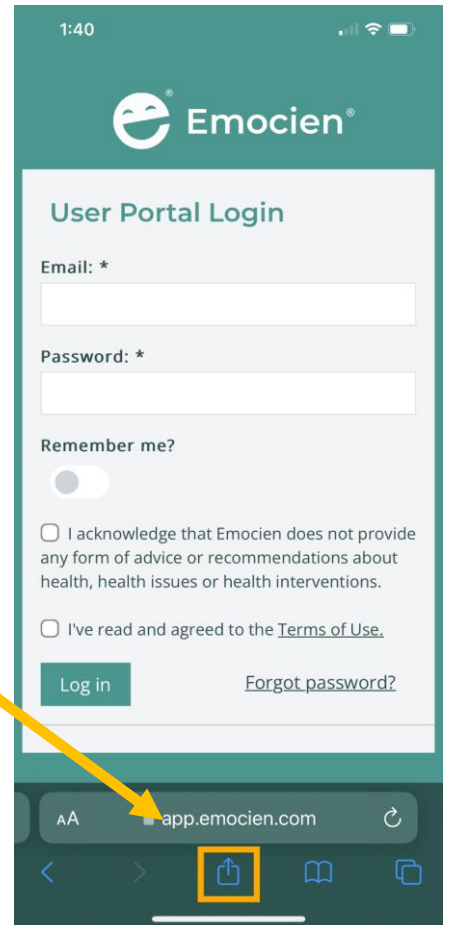 1:40
Emocien®
User Portal Login
Email: *
Password: *
Remember me?
I acknowledge that Emocien does not provide
any form of advice or recommendations about
health, health issues or health interventions.
I've read and agreed to the Terms of Use.
Log in Forgot password?
AA app.emocien.com